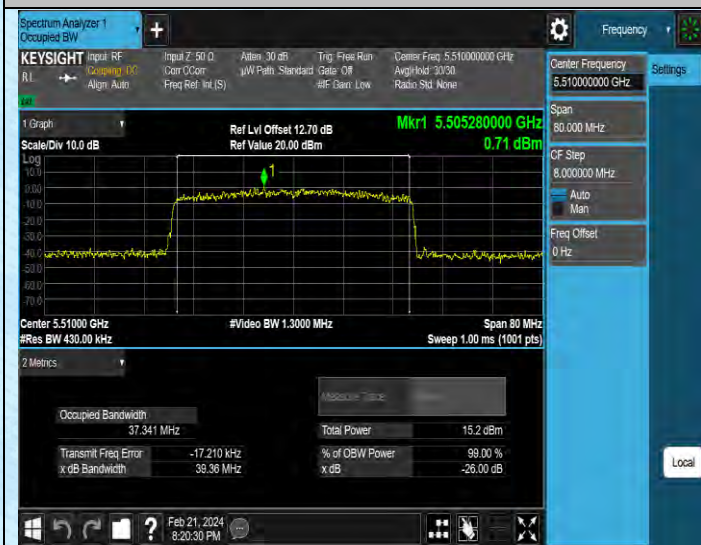 Spectrum Analyzer 1
Occupied BW
Frequency
KEYSIGHT Input: RF
Coupling: DC
Align: Auto
RL
Input Z: 50 Ω
Corr CCorr
Freq Ref: Int (S)
Atten: 30 dB
µW Path: Standard
Trig: Free Run
Gate: Off
#IF Gain: Low
Center Freq: 5.510000000 GHz
Avg|Hold: 30/30
Radio Std: None
Center Frequency
5.510000000 GHz
Settings
Span
80.000 MHz
CF Step
8.000000 MHz
Auto
Man
Freq Offset
0 Hz
1 Graph
Scale/Div 10.0 dB
Ref Lvl Offset 12.70 dB
Ref Value 20.00 dBm
Mkr1 5.505280000 GHz
0.71 dBm
Log
10.0
0.00
-10.0
-20.0
-30.0
-40.0
-50.0
-60.0
-70.0
1
Center 5.51000 GHz
#Res BW 430.00 kHz
#Video BW 1.3000 MHz
Span 80 MHz
Sweep 1.00 ms (1001 pts)
2 Metrics
Measure Trace
Occupied Bandwidth
37.341 MHz
Total Power 15.2 dBm
Transmit Freq Error -17.210 kHz
% of OBW Power 99.00 %
x dB Bandwidth 39.36 MHz
x dB -26.00 dB
Local
?
Feb 21, 2024
8:20:30 PM